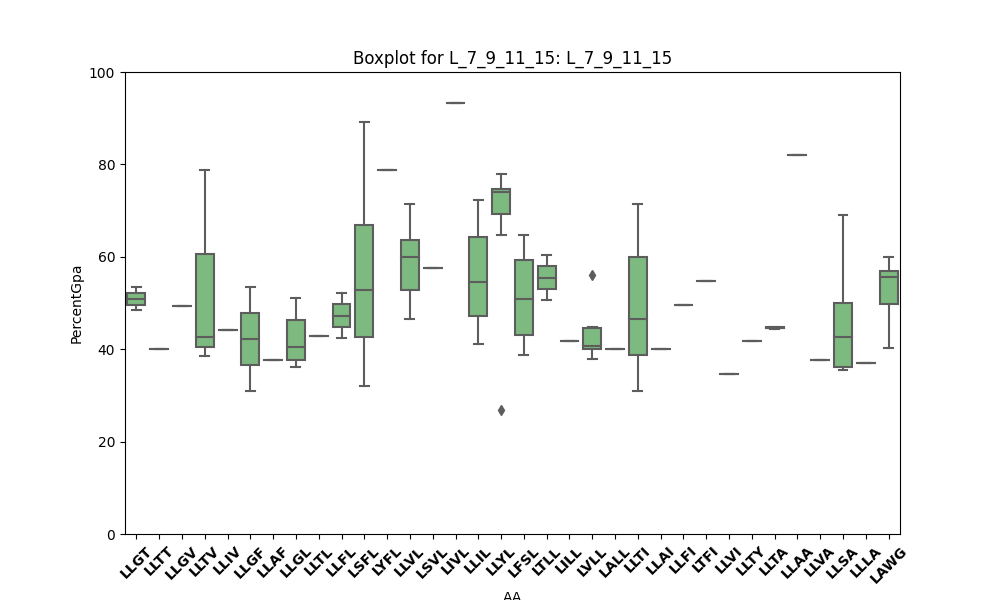 Boxplot for L_7_9_11_15: L_7_9_11_15
PercentGpa
100
80
60
40
20
0
LLGT LLTT LLGV LLTV LLIV LLGF LLAF LLGL LLTL LLFL LSFL LYFL LLVL LSVL LIVL LLIL LLYL LFSL LTLL LILL LVLL LALL LLTI LLAI LLFI LTFI LLVI LLTY LLTA LLAA LLVA LLSA LLLA LAWG
AA